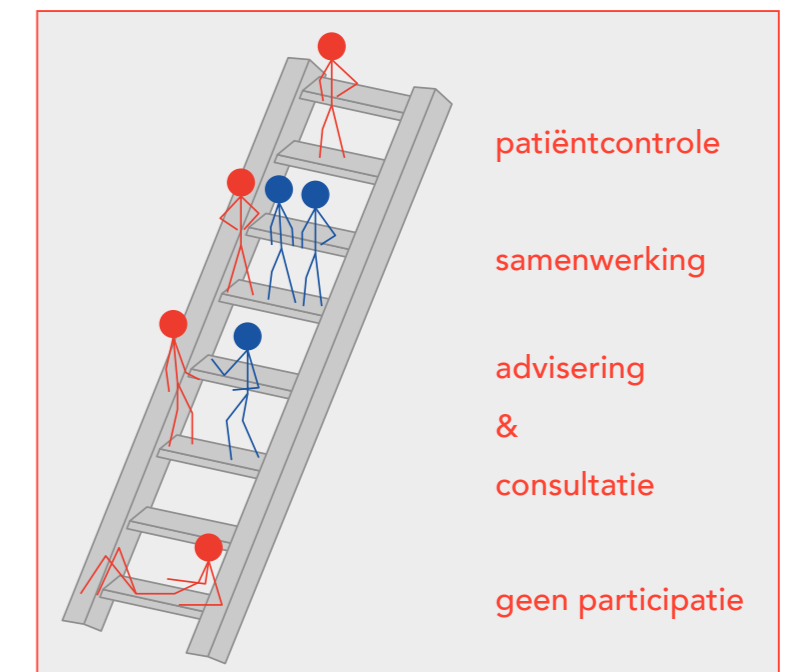 patiëntcontrole
samenwerking
advisering
&
consultatie
geen participatie